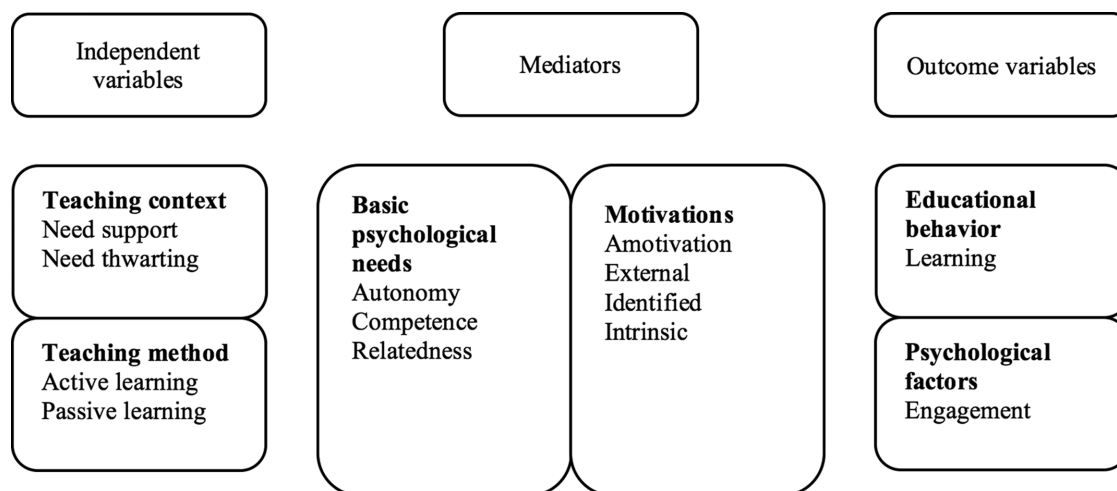 Independent
variables
Mediators
Outcome variables
Teaching context
Need support
Need thwarting
Teaching method
Active learning
Passive learning
Basic
psychological
needs
Autonomy
Competence
Relatedness
Motivations
Amotivation
External
Identified
Intrinsic
Educational
behavior
Learning
Psychological
factors
Engagement